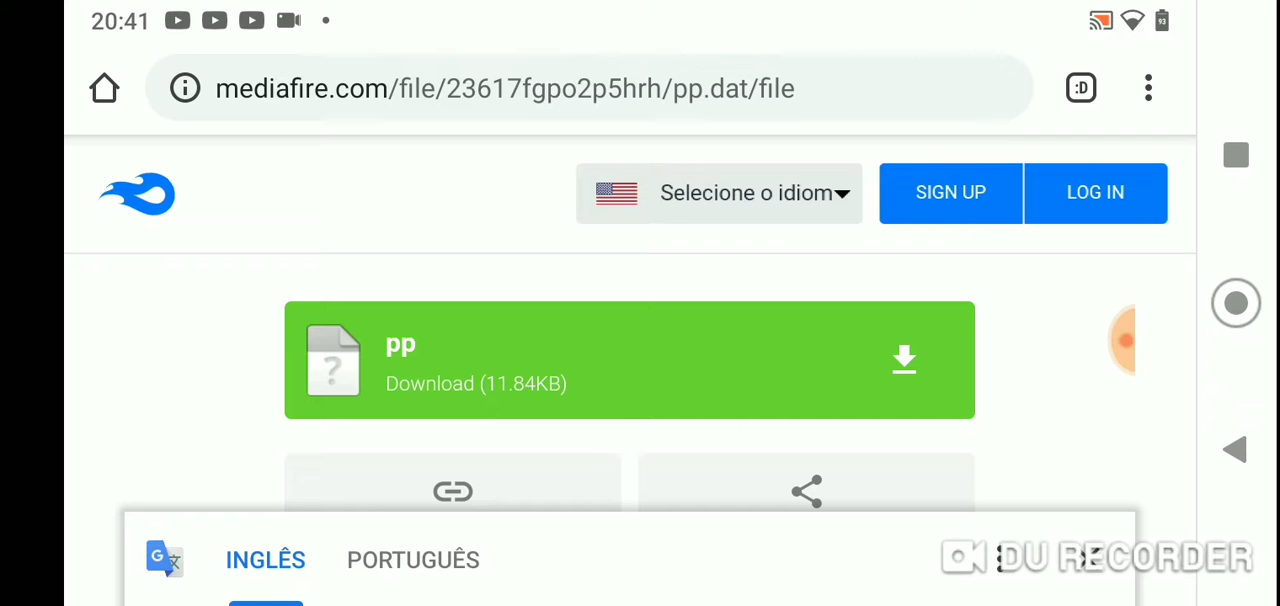 20:41
93
mediafire.com/file/23617fgpo2p5hrh/pp.dat/file
:D
Selecione o idiom
SIGN UP
LOG IN
pp
?
Download (11.84KB)
G
INGLÊS
PORTUGUÊS
DU RECORDER